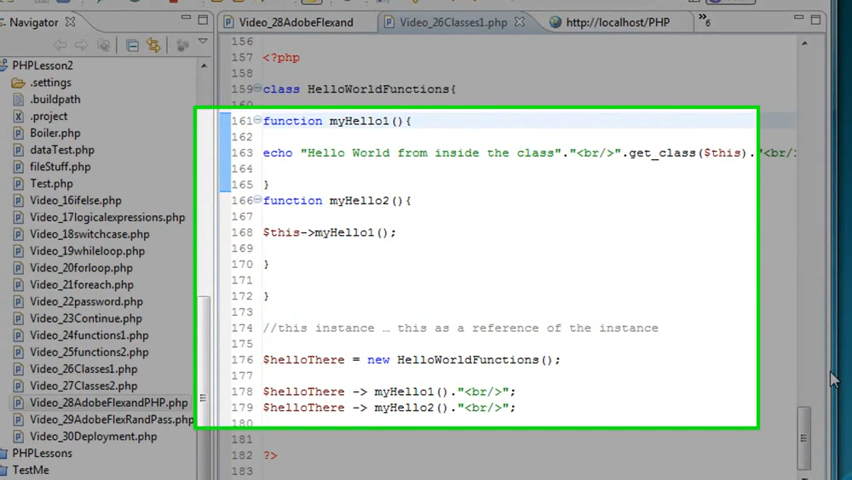 Navigator
Video_28AdobeFlexand
Video_26Classes1.php
http://localhost/PHP
6
PHPLesson2
.settings
.buildpath
.project
Boiler.php
dataTest.php
fileStuff.php
Test.php
Video_16ifelse.php
Video_17logicalexpressions.php
Video_18switchcase.php
Video_19whileloop.php
Video_20forloop.php
Video_21foreach.php
Video_22password.php
Video_23Continue.php
Video_24functions1.php
Video_25functions2.php
Video_26Classes1.php
Video_27Classes2.php
Video_28AdobeFlexandPHP.php
Video_29AdobeFlexRandPass.php
Video_30Deployment.php
PHPLessons
TestMe
156
157 <?php
158
159 class HelloWorldFunctions{
160
161 function myHello1(){
162
163 echo "Hello World from inside the class"."<br/>".get_class($this)."<br/>
164
165 }
166 function myHello2(){
167
168 $this->myHello1();
169
170 }
171
172 }
173
174 //this instance … this as a reference of the instance
175
176 $helloThere = new HelloWorldFunctions();
177
178 $helloThere -> myHello1()."<br/>";
179 $helloThere -> myHello2()."<br/>";
180
181
182 ?>
183